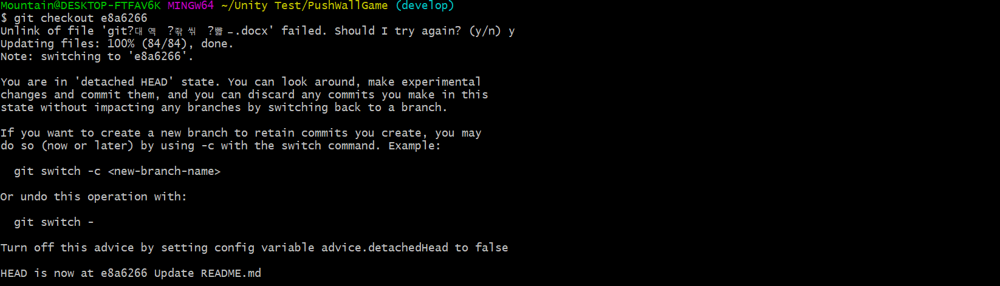 Mountain@DESKTOP-FTFAV6K MINGW64 ~/Unity Test/PushWallGame (develop)
$ git checkout e8a6266
Unlink of file 'git?대 옉 ?좎 씪 ?뺣 –.docx' failed. Should I try again? (y/n) y
Updating files: 100% (84/84), done.
Note: switching to 'e8a6266'.
You are in 'detached HEAD' state. You can look around, make experimental
changes and commit them, and you can discard any commits you make in this
state without impacting any branches by switching back to a branch.
If you want to create a new branch to retain commits you create, you may
do so (now or later) by using -c with the switch command. Example:
git switch -c <new-branch-name>
Or undo this operation with:
git switch -
Turn off this advice by setting config variable advice.detachedHead to false
HEAD is now at e8a6266 Update README.md